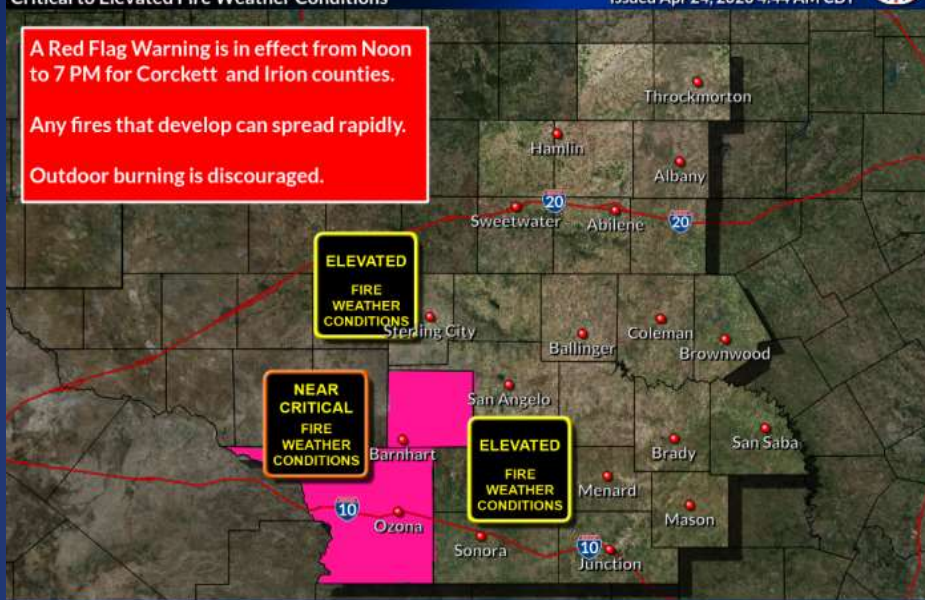 Critical to Elevated Fire Weather Conditions
Issued Apr 24, 2020 4:44 AM CDT
A Red Flag Warning is in effect from Noon
to 7 PM for Corckett and Irion counties.
Any fires that develop can spread rapidly.
Outdoor burning is discouraged.
Throckmorton
Hamlin
Albany
20
Sweetwater
Abilene
20
ELEVATED
FIRE
WEATHER
CONDITIONS
Sterling City
Coleman
Ballinger
Brownwood
NEAR
CRITICAL
FIRE
WEATHER
CONDITIONS
San Angelo
Barnhart
ELEVATED
FIRE
WEATHER
CONDITIONS
Brady
San Saba
Menard
10
Ozona
Mason
Sonora
10
Junction